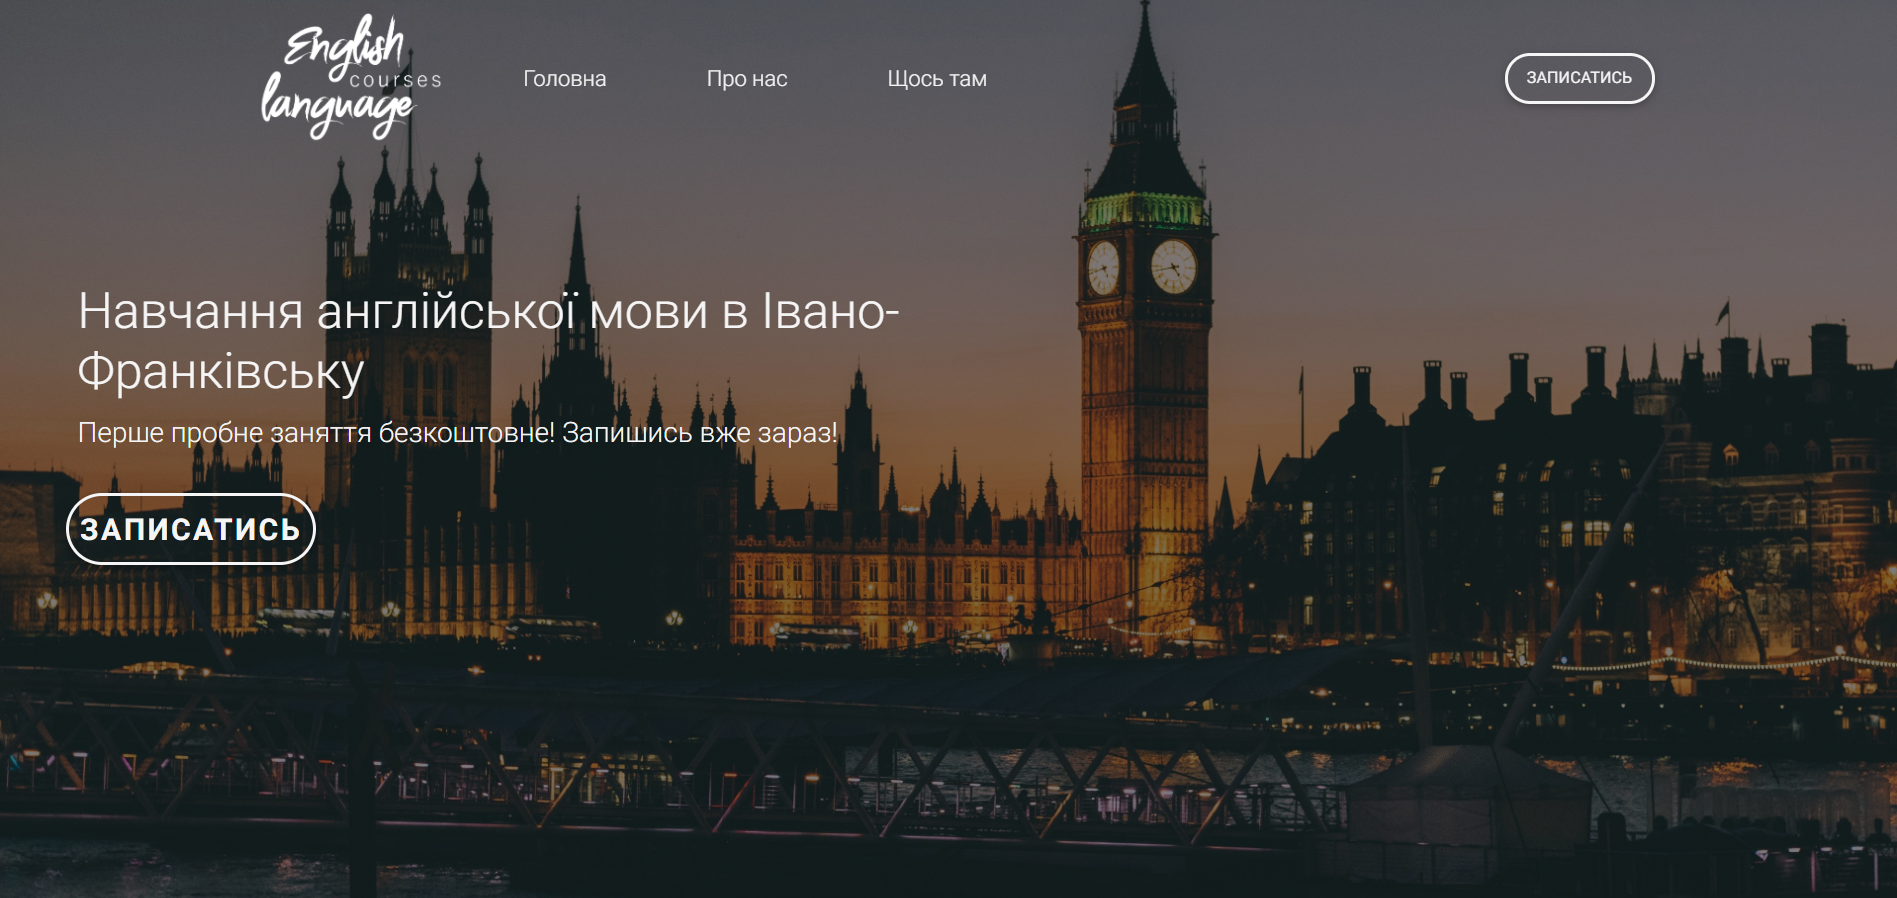 English
courses
language
Головна
Про нас
Щось там
ЗАПИСАТИСЬ
Навчання англійської мови в Івано-
Франківську
Перше пробне заняття безкоштовне! Запишись вже зараз!
ЗАПИСАТИСЬ